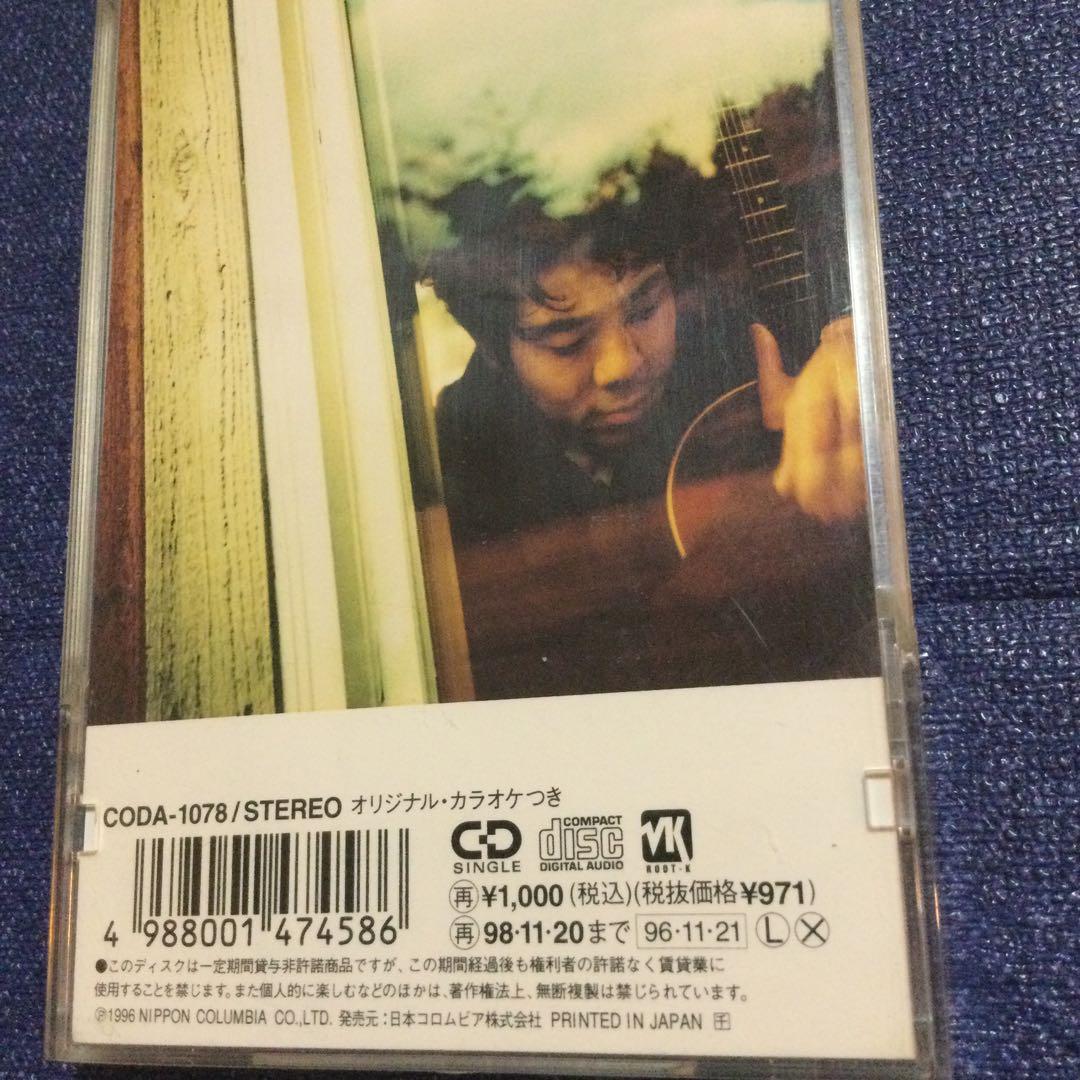 CODA-1078/STEREO オリジナル・カラオケつき
CD SINGLE
COMPACT disc DIGITAL AUDIO
ROOT-K
再 ¥1,000(税込)(税抜価格¥971)
再 98·11·20まで 96·11·21 L X
4 988001 474586
●このディスクは一定期間貸与非許諾商品ですが、この期間経過後も権利者の許諾なく賃貸業に
使用することを禁じます。また個人的に楽しむなどのほかは、著作権法上、無断複製は禁じられています。
Ⓟ1996 NIPPON COLUMBIA CO.,LTD. 発売元:日本コロムビア株式会社 PRINTED IN JAPAN